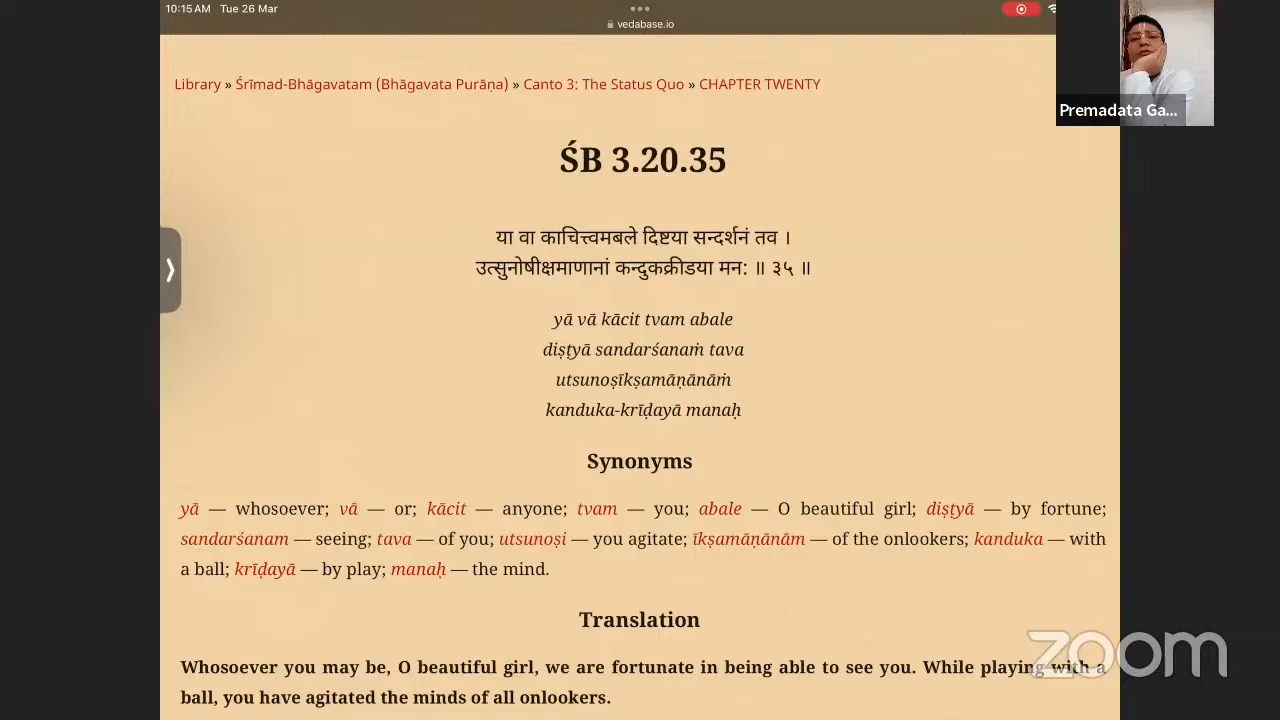 10:15 AM Tue 26 Mar
vedabase.io
Library » Śrīmad-Bhāgavatam (Bhāgavata Purāṇa) » Canto 3: The Status Quo » CHAPTER TWENTY
Premadata Ga...
ŚB 3.20.35
या वा काचित्त्वमबले दिष्टया सन्दर्शनं तव ।
उत्सुनोषीक्षमाणानां कन्दुकक्रीडया मन: ॥ ३५ ॥
yā vā kācit tvam abale
diṣṭyā sandarśanaṁ tava
utsunoṣīkṣamāṇānāṁ
kanduka-krīḍayā manaḥ
Synonyms
yā — whosoever; vā — or; kācit — anyone; tvam — you; abale — O beautiful girl; diṣṭyā — by fortune;
sandarśanam — seeing; tava — of you; utsunoṣi — you agitate; īkṣamāṇānām — of the onlookers; kanduka — with
a ball; krīḍayā — by play; manaḥ — the mind.
Translation
Whosoever you may be, O beautiful girl, we are fortunate in being able to see you. While playing with a
ball, you have agitated the minds of all onlookers.
zoom